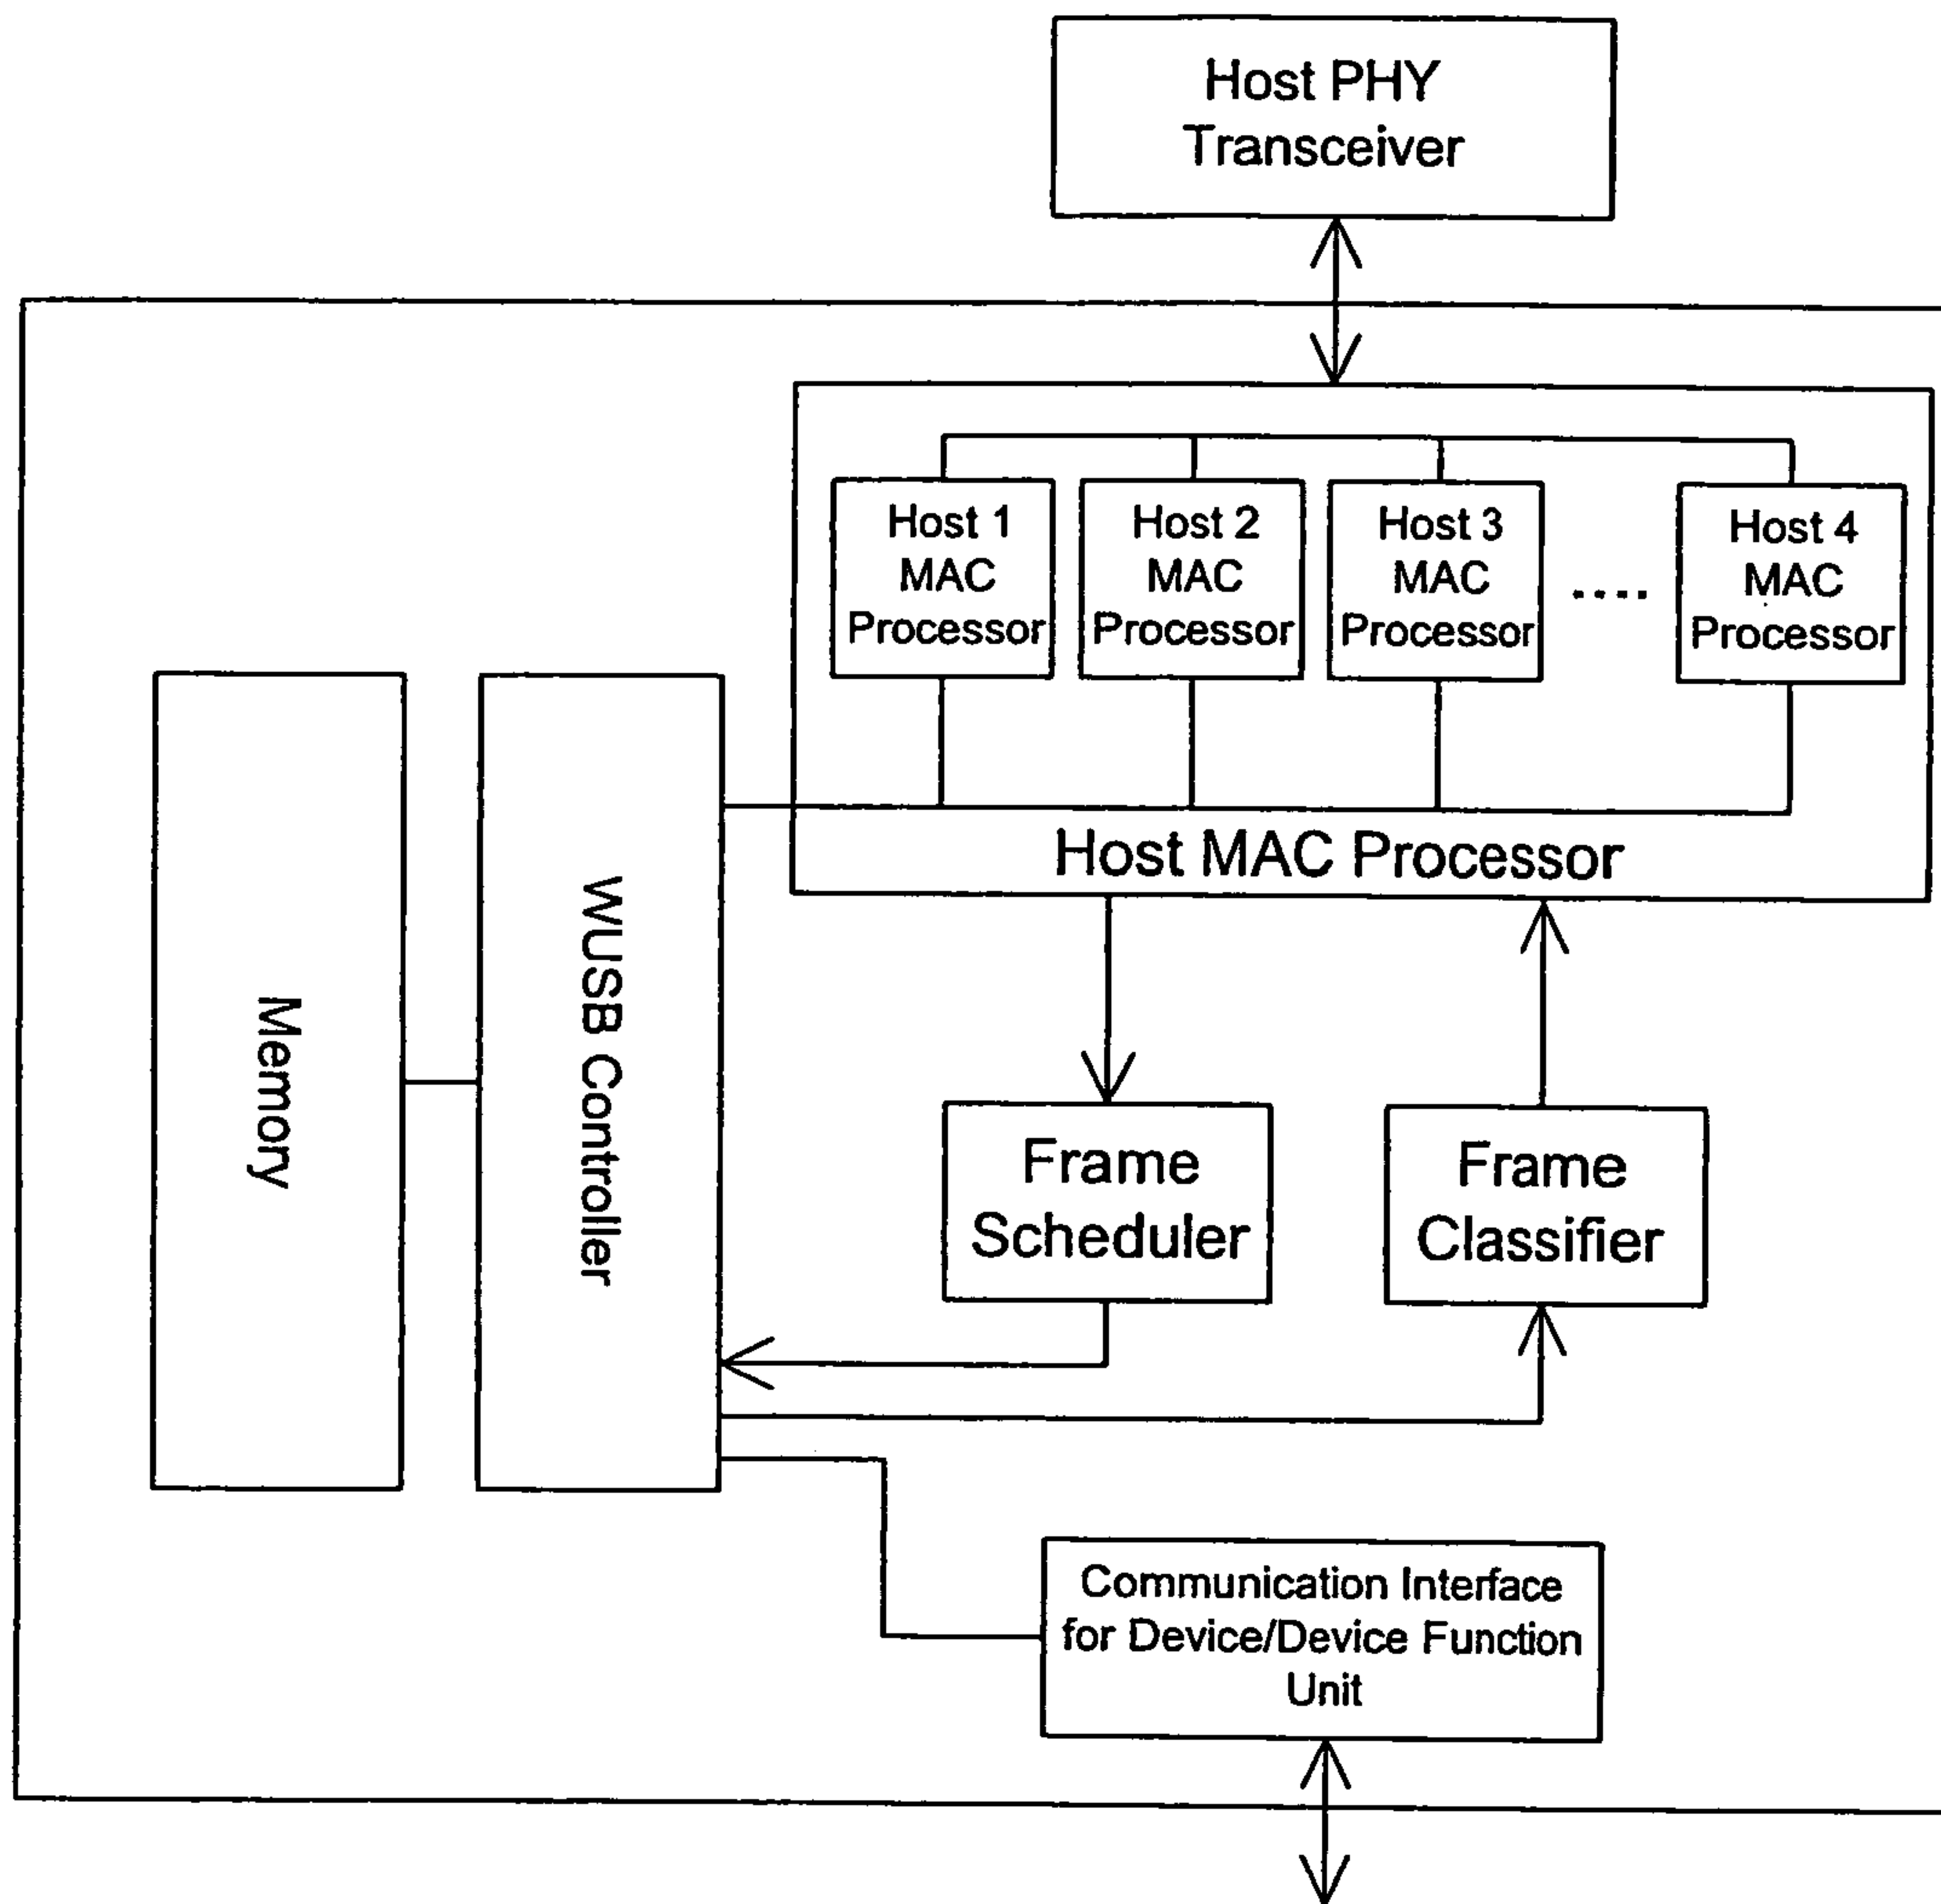 Host PHY
Transceiver
Host 1
MAC
Processor
Host 2
MAC
Processor
Host 3
MAC
Processor
....
Host 4
MAC
Processor
Host MAC Processor
Memory
WUSB Controller
Frame
Scheduler
Frame
Classifier
Communication Interface
for Device/Device Function
Unit